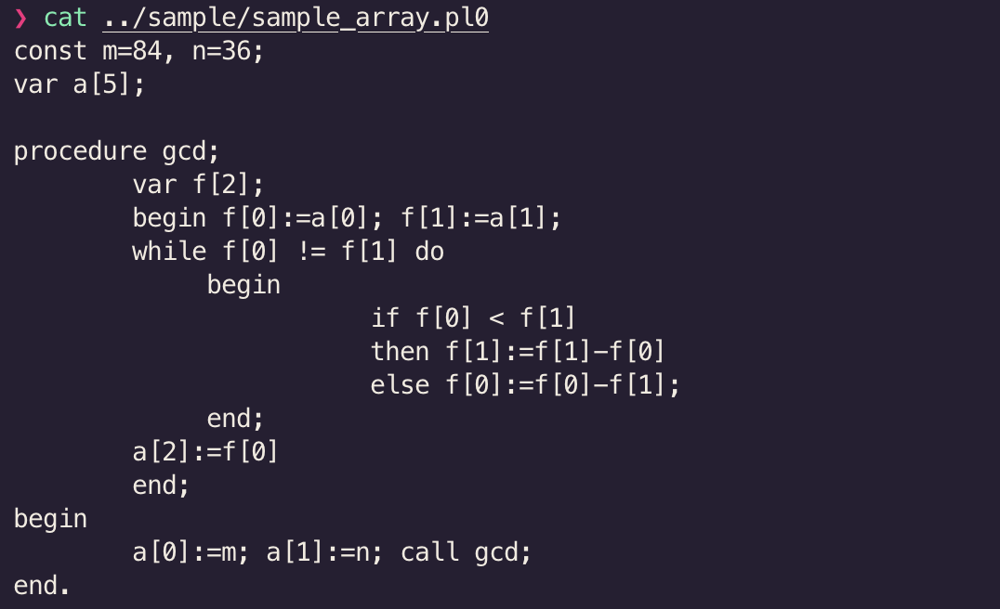 ❯ cat ../sample/sample_array.pl0
const m=84, n=36;
var a[5];

procedure gcd;
        var f[2];
        begin f[0]:=a[0]; f[1]:=a[1];
        while f[0] != f[1] do
             begin
                        if f[0] < f[1]
                        then f[1]:=f[1]-f[0]
                        else f[0]:=f[0]-f[1];
             end;
        a[2]:=f[0]
        end;
begin
        a[0]:=m; a[1]:=n; call gcd;
end.